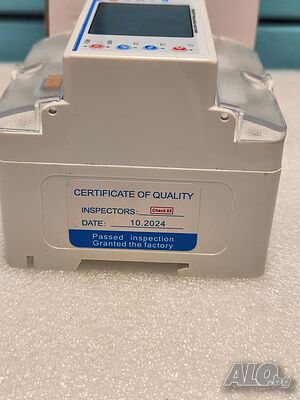 CERTIFICATE OF QUALITY
INSPECTORS: Check 05
DATE: 10.2024
Passed inspection
Granted the factory
ALO.bg